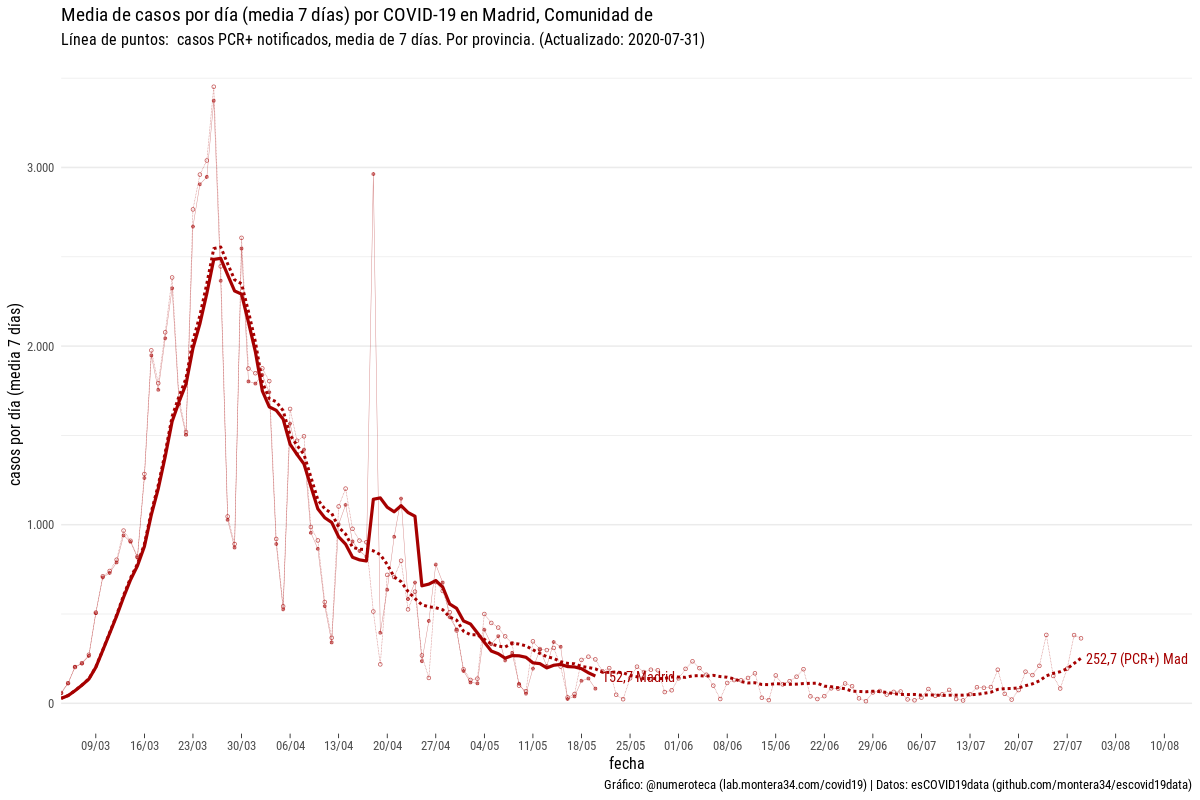 Media de casos por día (media 7 días) por COVID-19 en Madrid, Comunidad de
Línea de puntos:  casos PCR+ notificados, media de 7 días. Por provincia. (Actualizado: 2020-07-31)
casos por día (media 7 días)
3.000
2.000
1.000
0
152,7 Madrid
252,7 (PCR+) Mad
09/03 16/03 23/03 30/03 06/04 13/04 20/04 27/04 04/05 11/05 18/05 25/05 01/06 08/06 15/06 22/06 29/06 06/07 13/07 20/07 27/07 03/08 10/08
fecha
Gráfico: @numeroteca (lab.montera34.com/covid19) | Datos: esCOVID19data (github.com/montera34/escovid19data)